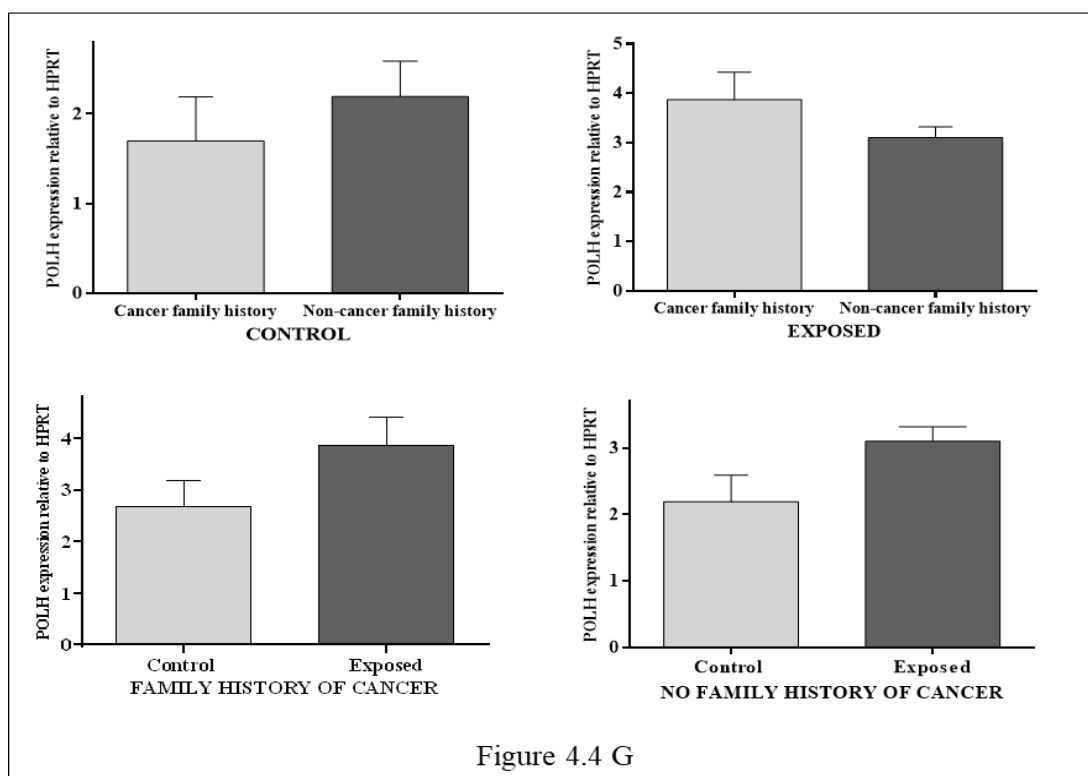 POLH expression relative to HPRT
2
1
0
Cancer family history Non-cancer family history
CONTROL
POLH expression relative to HPRT
5
4
3
2
1
0
Cancer family history Non-cancer family history
EXPOSED
POLH expression relative to HPRT
4
3
2
1
0
Control Exposed
FAMILY HISTORY OF CANCER
POLH expression relative to HPRT
3
2
1
0
Control Exposed
NO FAMILY HISTORY OF CANCER
Figure 4.4 G